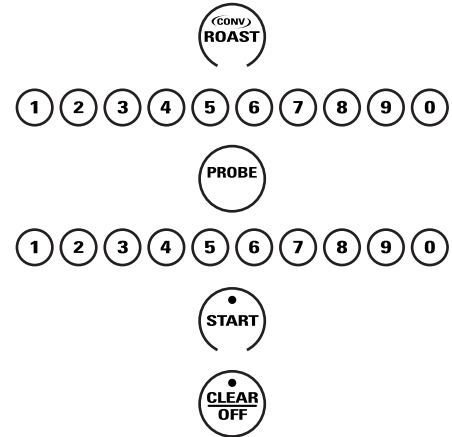 CONV
ROAST
1 2 3 4 5 6 7 8 9 0
PROBE
1 2 3 4 5 6 7 8 9 0
START
CLEAR
OFF